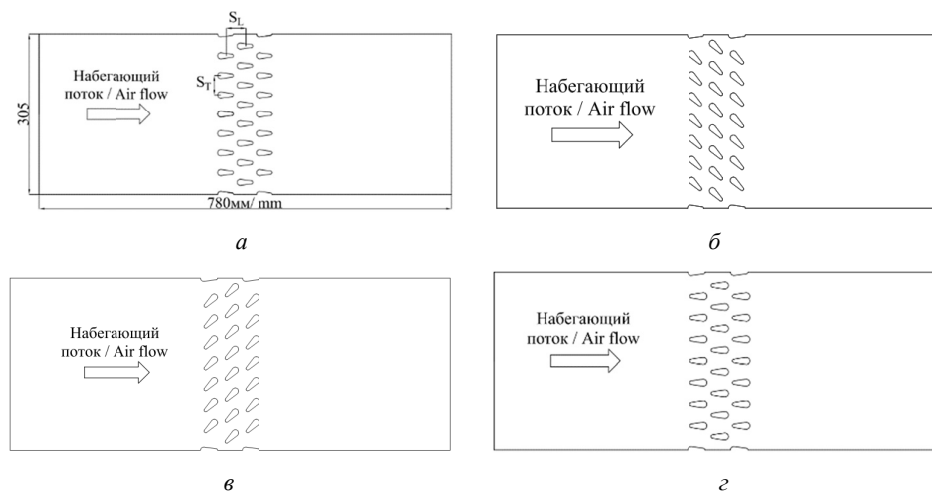 S_L
Набегающий
поток / Air flow
S_T
305
780мм/ mm
а
Набегающий
поток / Air flow
б
Набегающий
поток / Air flow
в
Набегающий
поток / Air flow
г